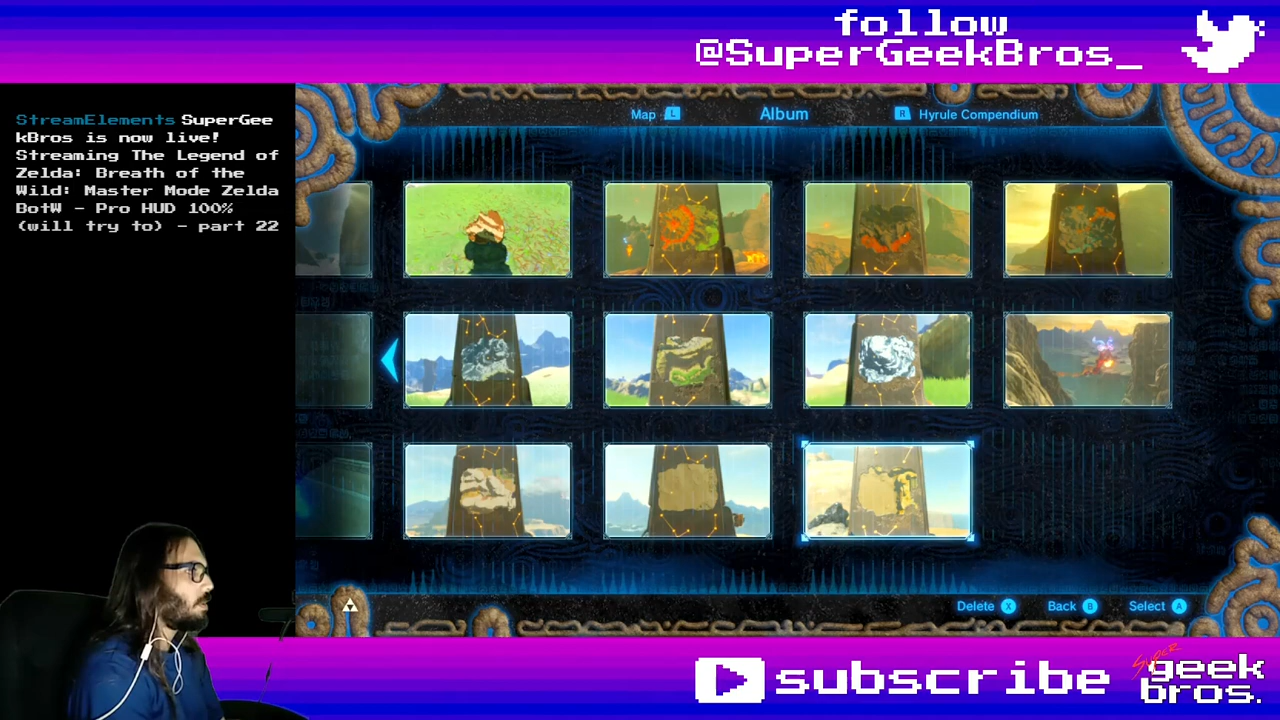 follow
@SuperGeekBros_
StreamElements SuperGee
kBros is now live!
Streaming The Legend of
Zelda: Breath of the
Wild: Master Mode Zelda
BotW - Pro HUD 100%
(will try to) - part 22
Map L
Album
R Hyrule Compendium
Delete X
Back B
Select A
subscribe
SUPER
geek
bros.